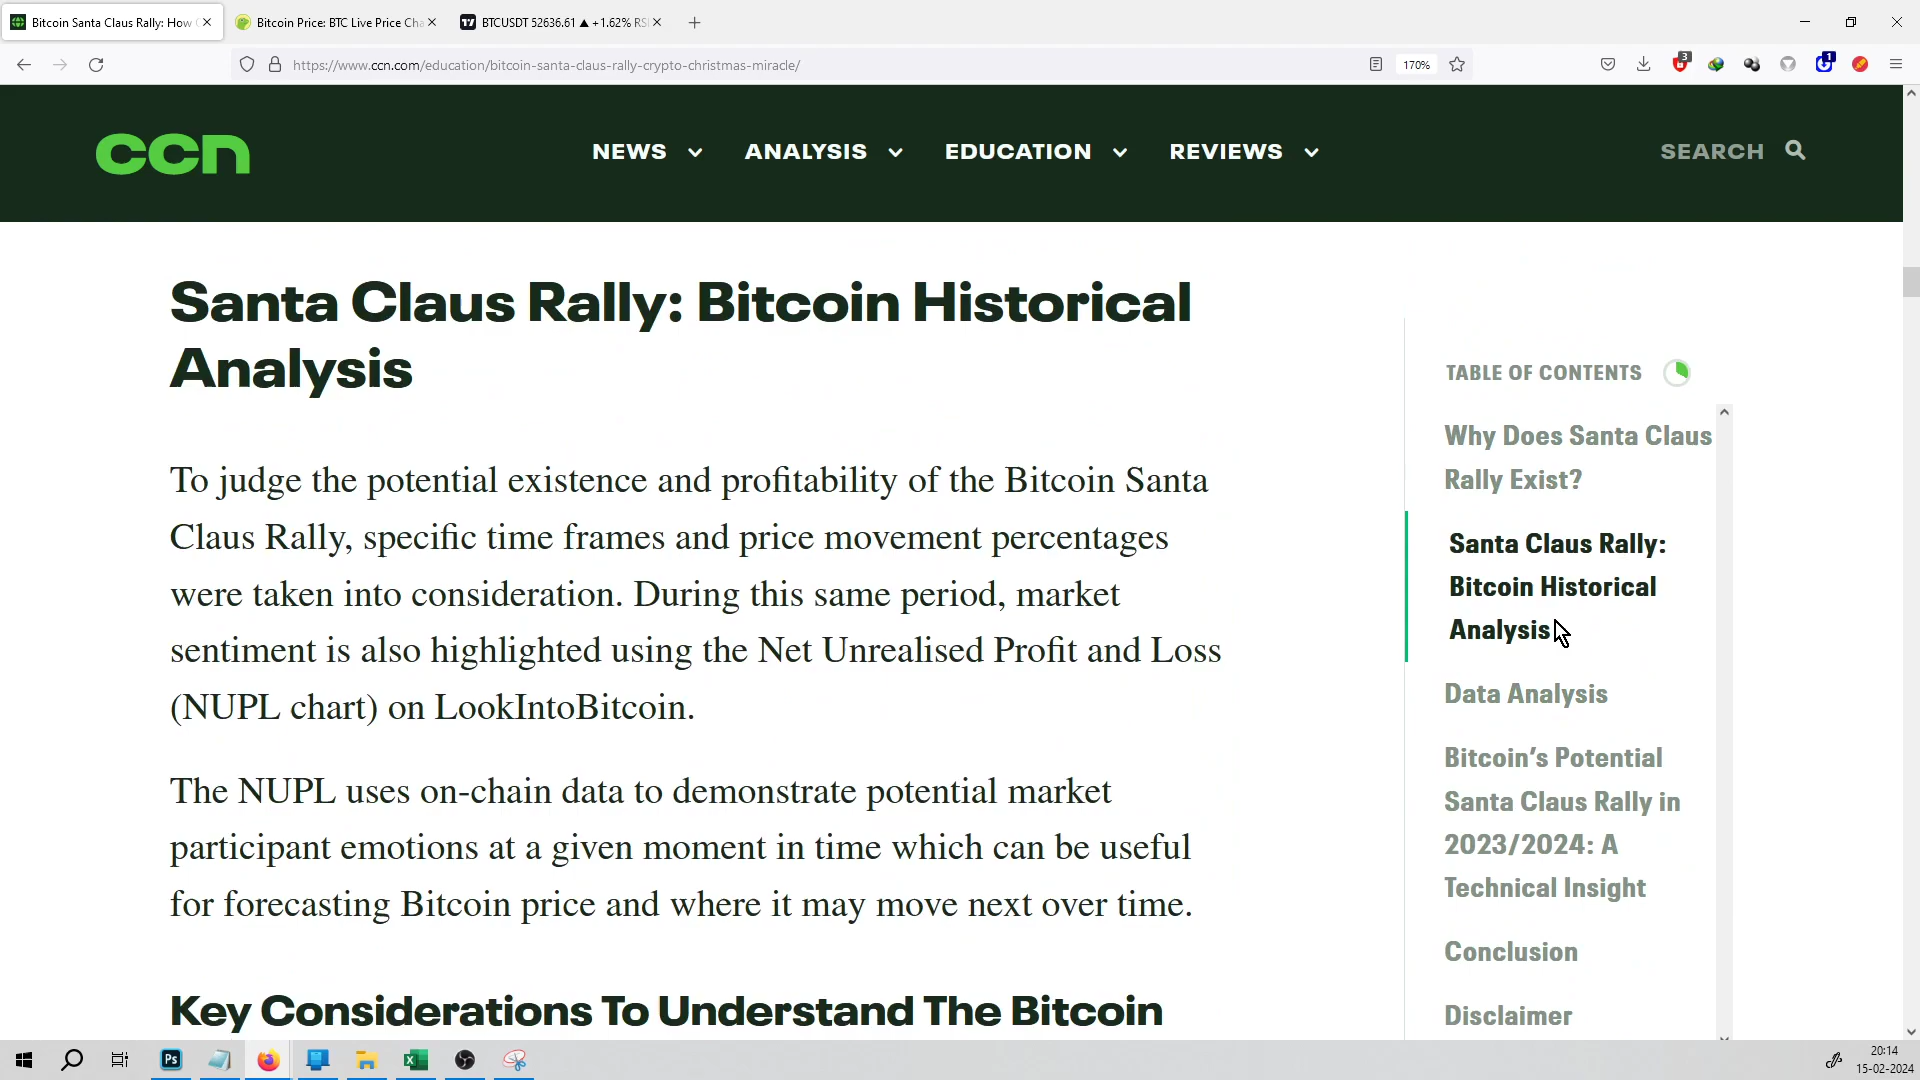 Bitcoin Santa Claus Rally: How
Bitcoin Price: BTC Live Price Cha
BTCUSDT 52636.61 ▲ +1.62% RS
https://www.ccn.com/education/bitcoin-santa-claus-rally-crypto-christmas-miracle/
170%
3
1
ccn
NEWS
ANALYSIS
EDUCATION
REVIEWS
SEARCH
Santa Claus Rally: Bitcoin Historical
Analysis
To judge the potential existence and profitability of the Bitcoin Santa
Claus Rally, specific time frames and price movement percentages
were taken into consideration. During this same period, market
sentiment is also highlighted using the Net Unrealised Profit and Loss
(NUPL chart) on LookIntoBitcoin.
The NUPL uses on-chain data to demonstrate potential market
participant emotions at a given moment in time which can be useful
for forecasting Bitcoin price and where it may move next over time.
Key Considerations To Understand The Bitcoin
TABLE OF CONTENTS
Why Does Santa Claus
Rally Exist?
Santa Claus Rally:
Bitcoin Historical
Analysis
Data Analysis
Bitcoin’s Potential
Santa Claus Rally in
2023/2024: A
Technical Insight
Conclusion
Disclaimer
Ps
20:14
15-02-2024